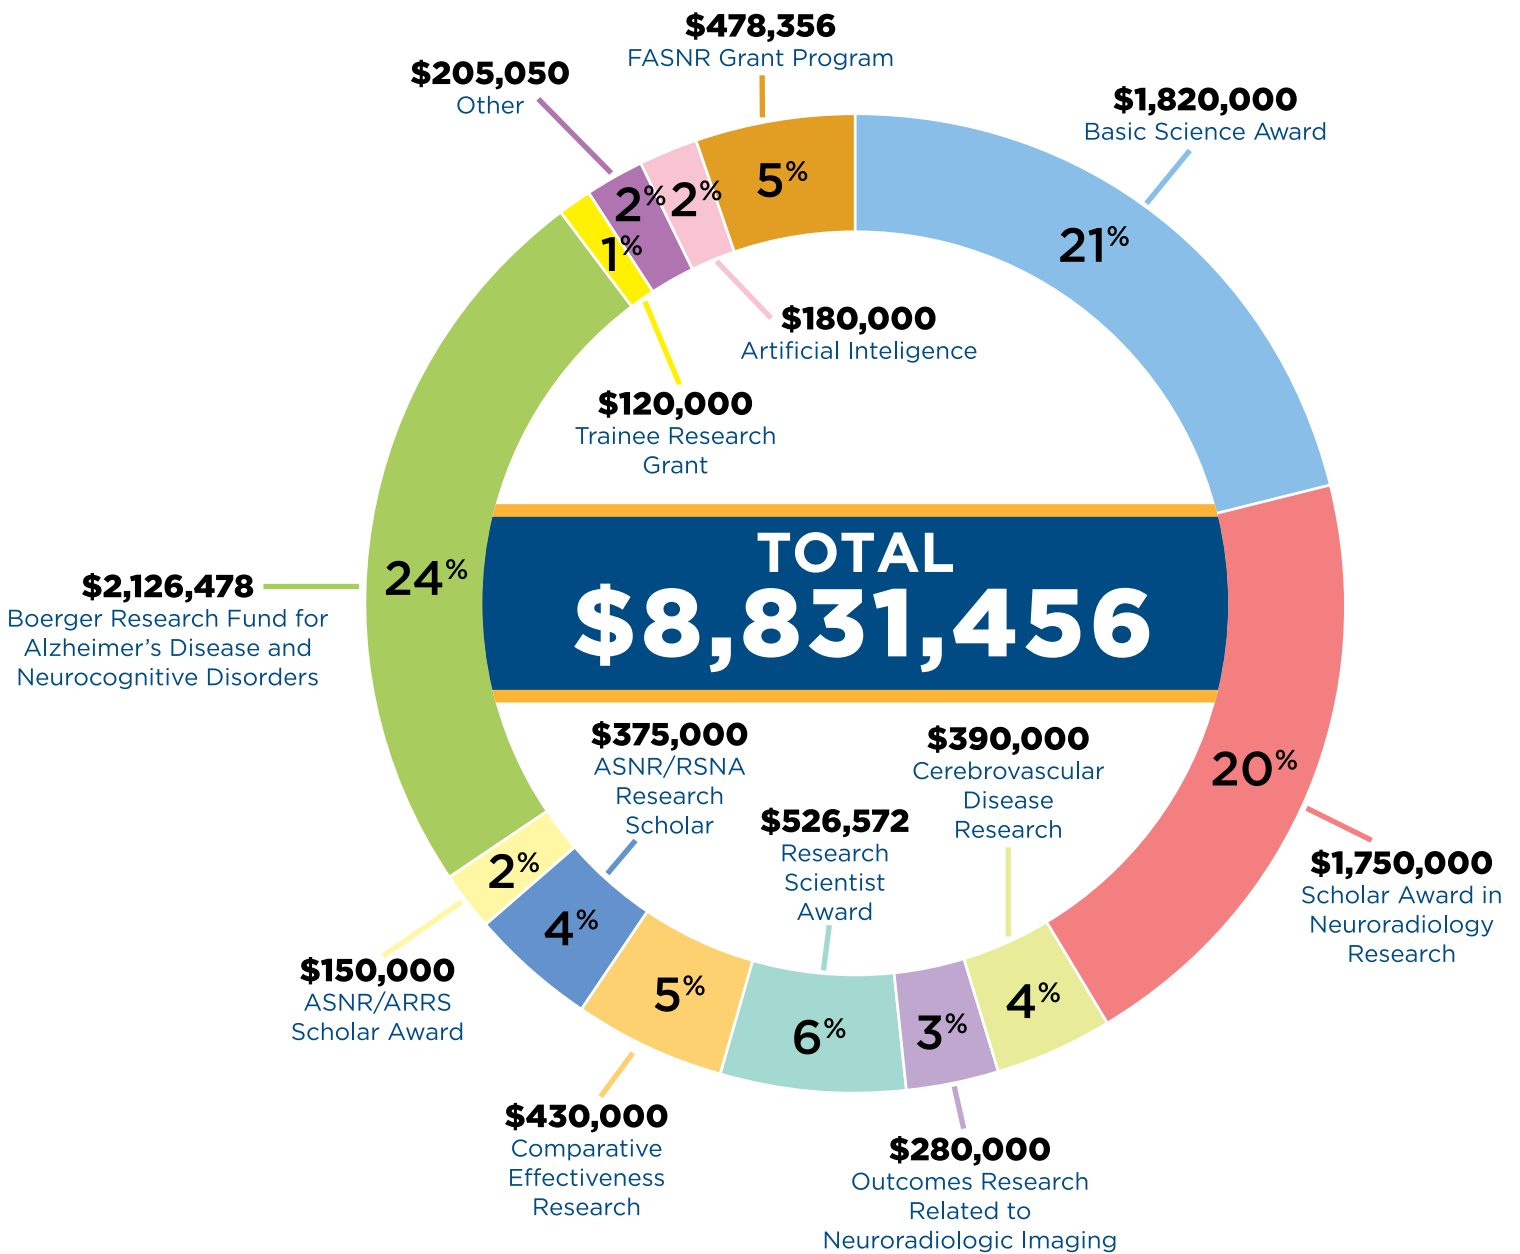 $478,356
FASNR Grant Program
$205,050
Other
$1,820,000
Basic Science Award
5%
2%
2%
1%
21%
$180,000
Artificial Inteligence
$120,000
Trainee Research
Grant
TOTAL
$8,831,456
24%
$2,126,478
Boerger Research Fund for
Alzheimer’s Disease and
Neurocognitive Disorders
20%
$1,750,000
Scholar Award in
Neuroradiology
Research
$375,000
ASNR/RSNA
Research
Scholar
$526,572
Research
Scientist
Award
$390,000
Cerebrovascular
Disease
Research
2%
4%
5%
6%
3%
4%
$150,000
ASNR/ARRS
Scholar Award
$430,000
Comparative
Effectiveness
Research
$280,000
Outcomes Research
Related to
Neuroradiologic Imaging